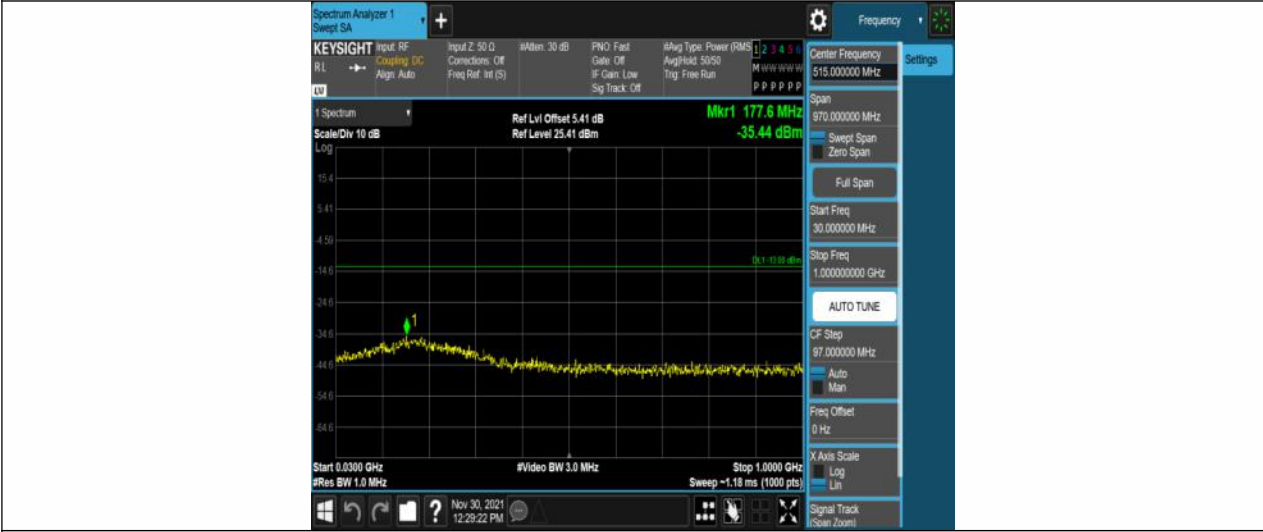 Spectrum Analyzer 1
Swept SA
+
Frequency
KEYSIGHT
RL
LW
Input: RF
Coupling: DC
Align: Auto
Input Z: 50 Ω
Corrections: Off
Freq Ref: Int (S)
#Atten: 30 dB
PNO: Fast
Gate: Off
IF Gain: Low
Sig Track: Off
#Avg Type: Power (RMS
Avg|Hold: 50/50
Trig: Free Run
1 2 3 4 5 6
M W W W W W
P P P P P P
1 Spectrum
Scale/Div 10 dB
Ref Lvl Offset 5.41 dB
Ref Level 25.41 dBm
Mkr1 177.6 MHz
-35.44 dBm
Log
15.4
5.41
-4.59
-14.6
-24.6
-34.6
-44.6
-54.6
-64.6
DL1 -13.00 dBm
1
Start 0.0300 GHz
#Res BW 1.0 MHz
#Video BW 3.0 MHz
Stop 1.0000 GHz
Sweep ~1.18 ms (1000 pts)
?
Nov 30, 2021
12:29:22 PM
Center Frequency
515.000000 MHz
Span
970.000000 MHz
Swept Span
Zero Span
Full Span
Start Freq
30.000000 MHz
Stop Freq
1.000000000 GHz
AUTO TUNE
CF Step
97.000000 MHz
Auto
Man
Freq Offset
0 Hz
X Axis Scale
Log
Lin
Signal Track
(Span Zoom)
Settings